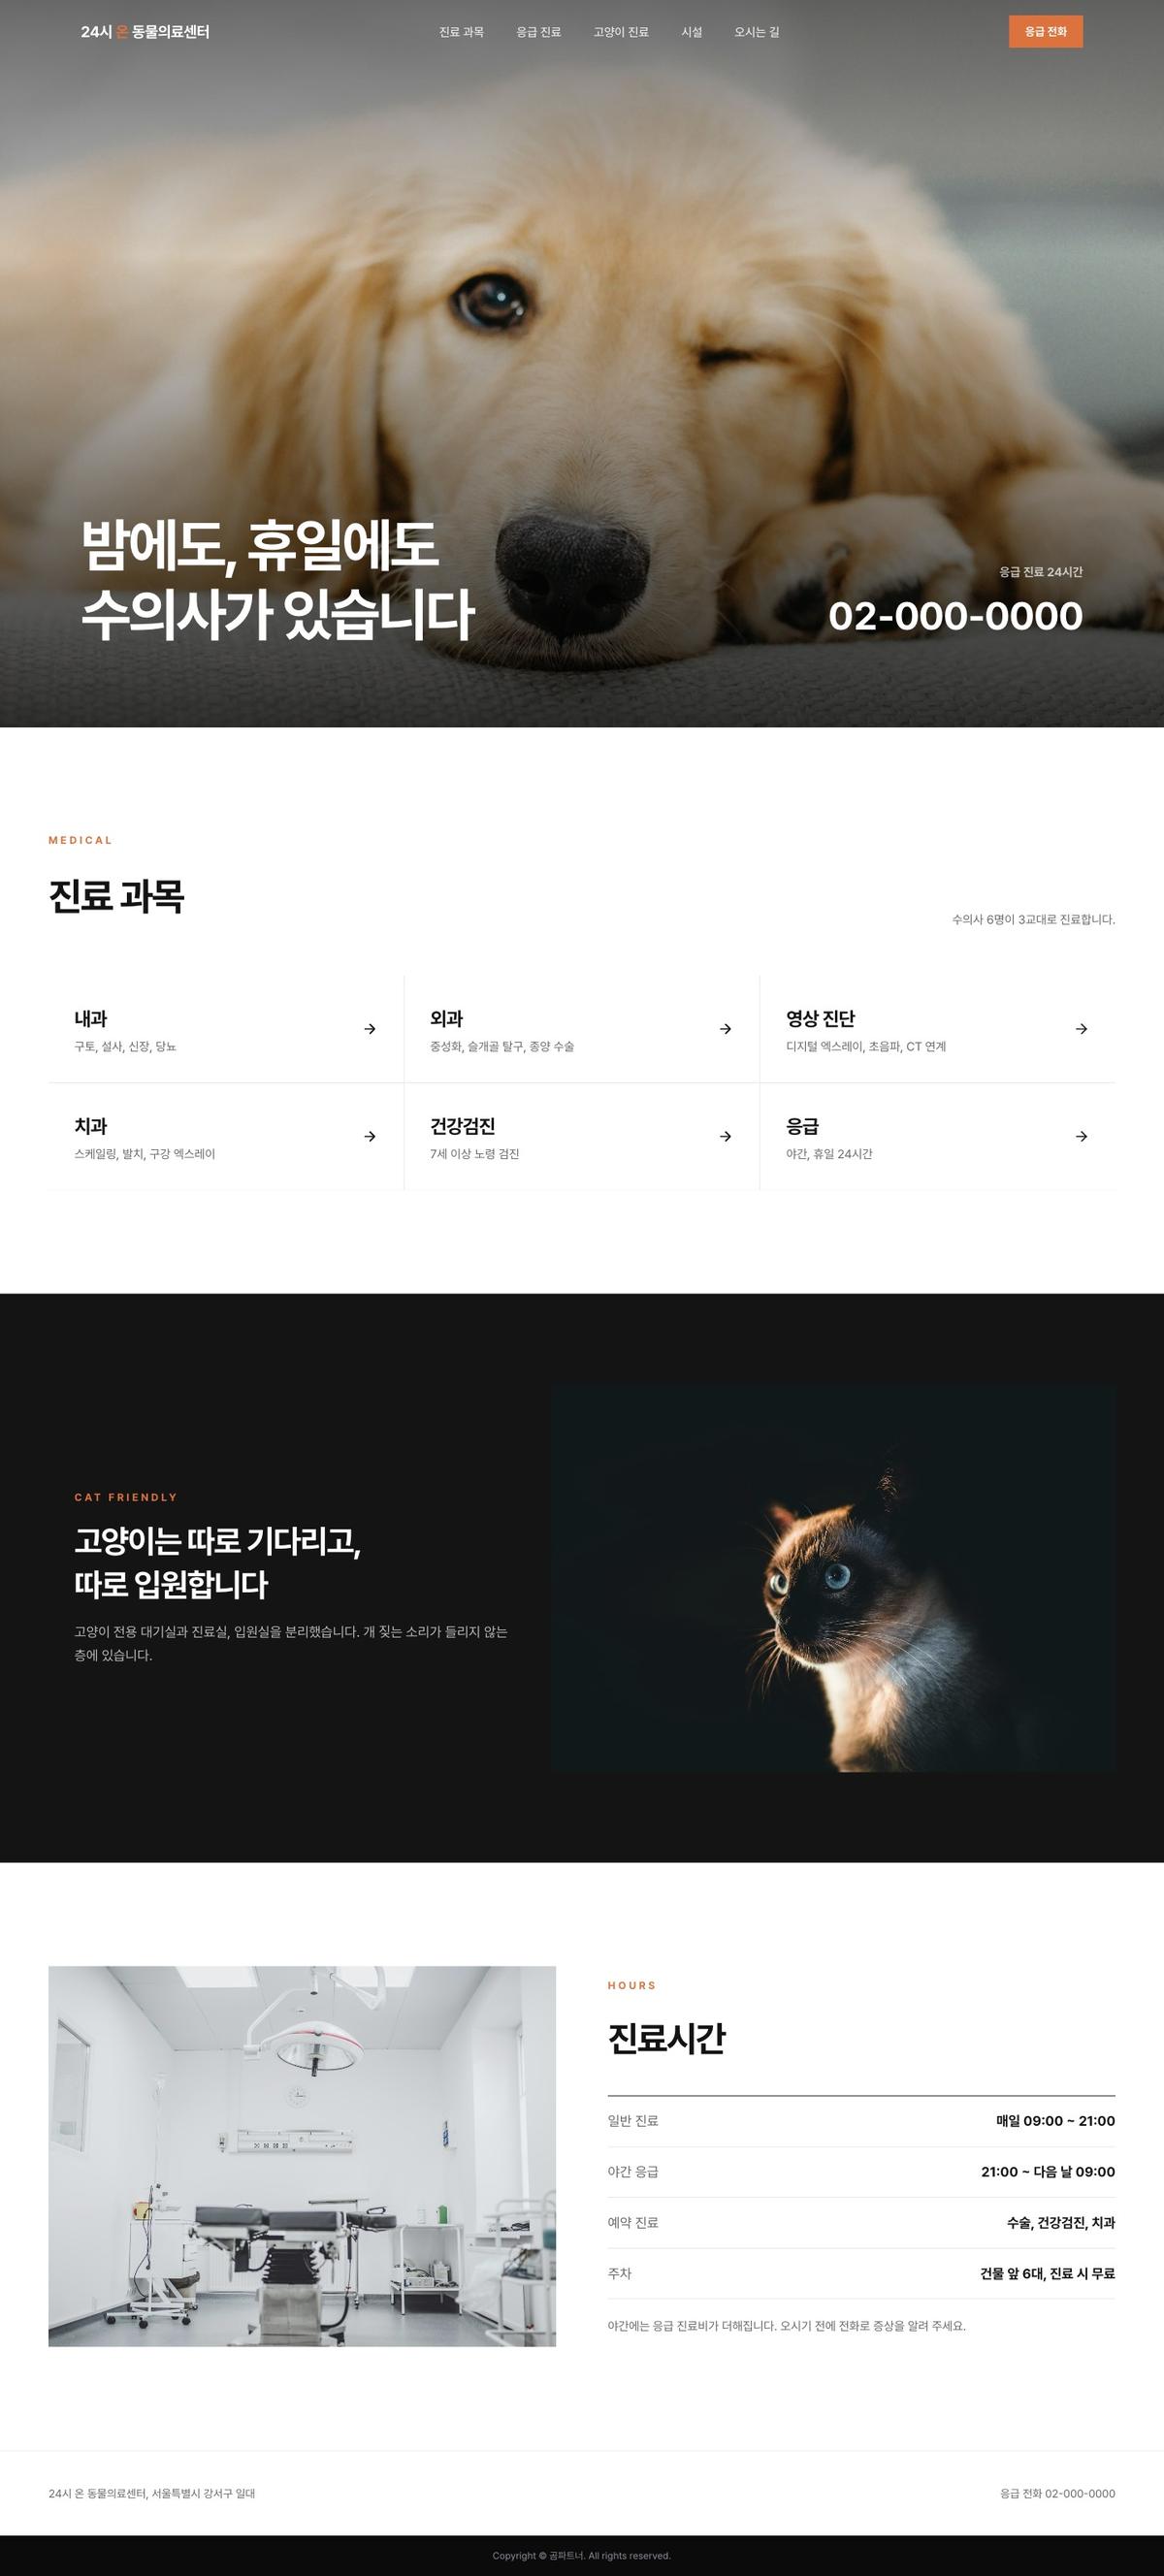 24시 온 동물의료센터
진료 과목
응급 진료
고양이 진료
시설
오시는 길
응급 전화
밤에도, 휴일에도
수의사가 있습니다
응급 진료 24시간
02-000-0000
MEDICAL
진료 과목
수의사 6명이 3교대로 진료합니다.
내과
구토, 설사, 신장, 당뇨
외과
중성화, 슬개골 탈구, 종양 수술
영상 진단
디지털 엑스레이, 초음파, CT 연계
치과
스케일링, 발치, 구강 엑스레이
건강검진
7세 이상 노령 검진
응급
야간, 휴일 24시간
CAT FRIENDLY
고양이는 따로 기다리고,
따로 입원합니다
고양이 전용 대기실과 진료실, 입원실을 분리했습니다. 개 짖는 소리가 들리지 않는
층에 있습니다.
HOURS
진료시간
일반 진료
매일 09:00 ~ 21:00
야간 응급
21:00 ~ 다음 날 09:00
예약 진료
수술, 건강검진, 치과
주차
건물 앞 6대, 진료 시 무료
야간에는 응급 진료비가 더해집니다. 오시기 전에 전화로 증상을 알려 주세요.
24시 온 동물의료센터, 서울특별시 강서구 일대
응급 전화 02-000-0000
Copyright © 곰파트너. All rights reserved.